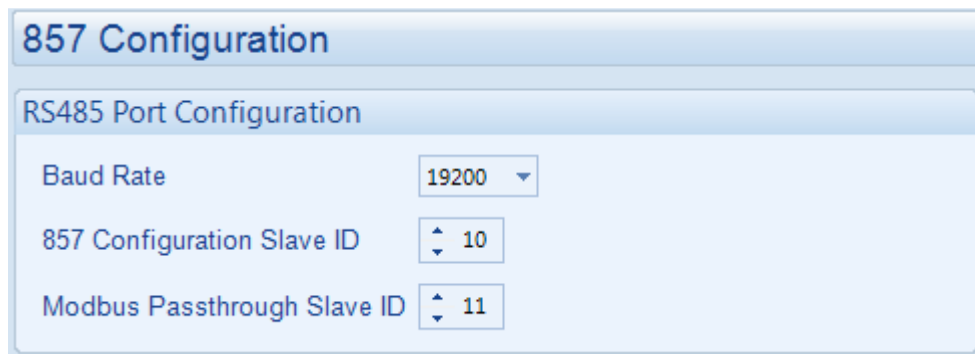 857 Configuration
RS485 Port Configuration
Baud Rate 19200
857 Configuration Slave ID 10
Modbus Passthrough Slave ID 11